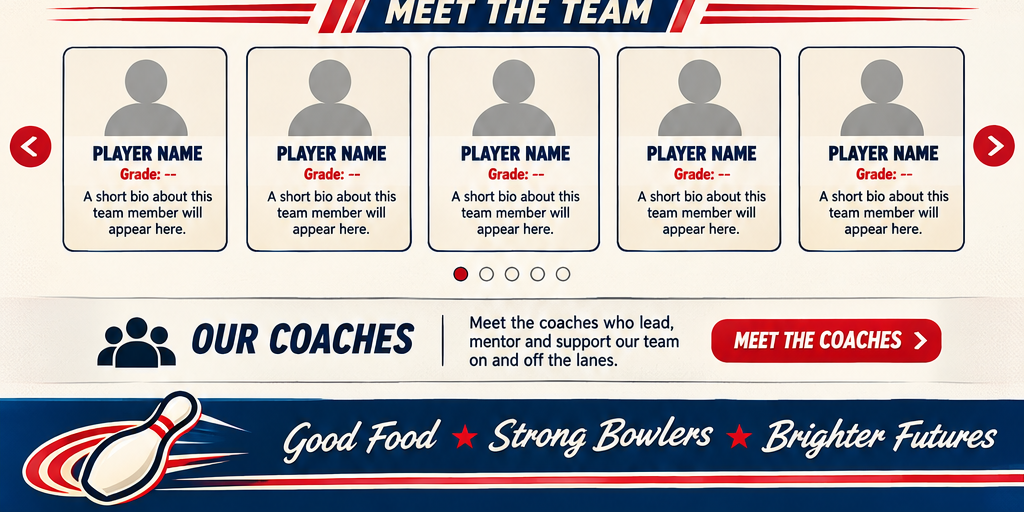 MEET THE TEAM
PLAYER NAME
Grade: --
A short bio about this
team member will
appear here.
PLAYER NAME
Grade: --
A short bio about this
team member will
appear here.
PLAYER NAME
Grade: --
A short bio about this
team member will
appear here.
PLAYER NAME
Grade: --
A short bio about this
team member will
appear here.
PLAYER NAME
Grade: --
A short bio about this
team member will
appear here.
OUR COACHES
Meet the coaches who lead,
mentor and support our team
on and off the lanes.
MEET THE COACHES
Good Food ★ Strong Bowlers ★ Brighter Futures